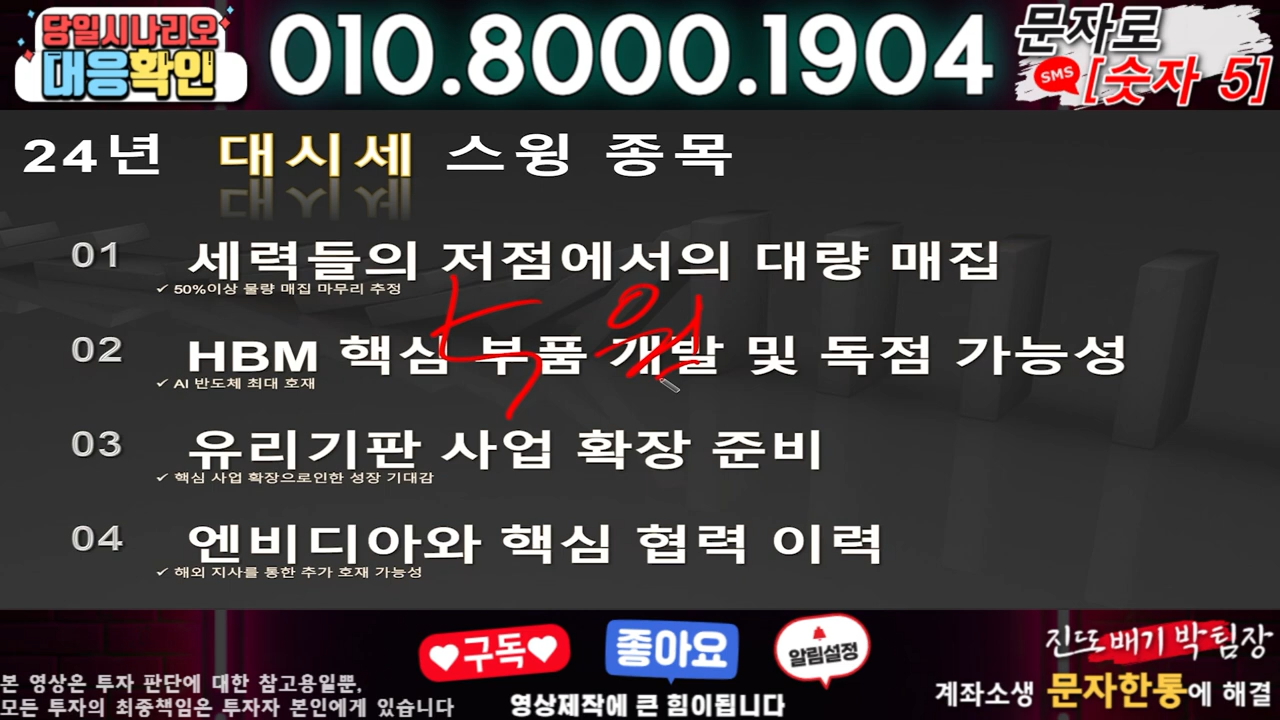 당일시나리오
대응확인
010.8000.1904
문자로
SMS [숫자 5]
24년 대시세 스윙 종목
01 세력들의 저점에서의 대량 매집
✓ 50%이상 물량 매집 마무리 추정
02 HBM 핵심 부품 개발 및 독점 가능성
✓ AI 반도체 최대 호재
03 유리기판 사업 확장 준비
✓ 핵심 사업 확장으로인한 성장 기대감
04 엔비디아와 핵심 협력 이력
✓ 해외 지사를 통한 추가 호재 가능성
구독
좋아요
알림설정
영상제작에 큰 힘이됩니다
본 영상은 투자 판단에 대한 참고용일뿐,
모든 투자의 최종책임은 투자자 본인에게 있습니다
진또배기 박팀장
계좌소생 문자한통에 해결